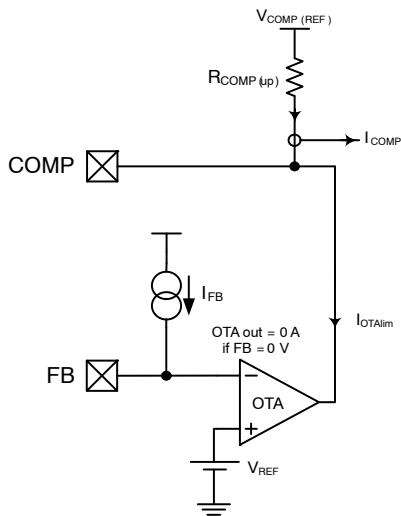 VCOMP (REF)
RCOMP (up)
ICOMP
COMP
IFB
IOTAlim
OTA out = 0 A
if FB = 0 V
FB
−
OTA
+
VREF